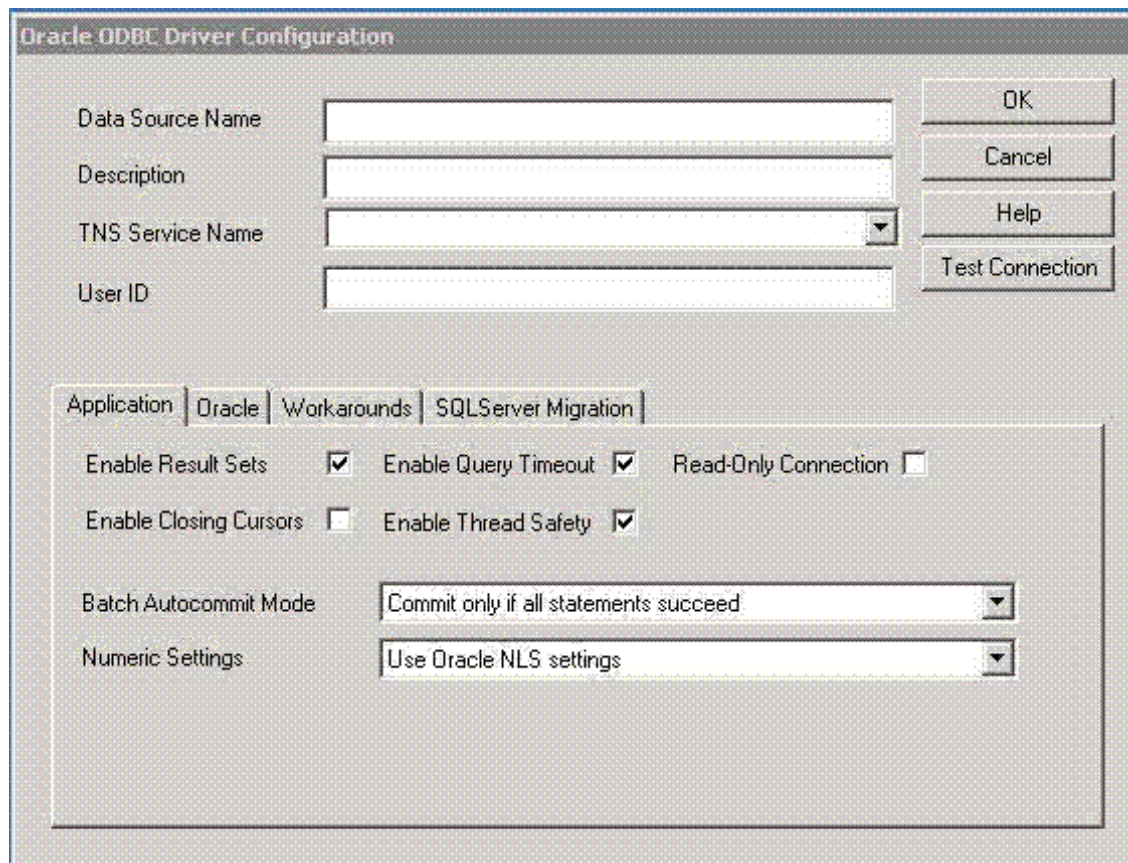 Oracle ODBC Driver Configuration
Data Source Name
OK
Description
Cancel
TNS Service Name
Help
User ID
Test Connection
Application Oracle Workarounds SQLServer Migration
Enable Result Sets Enable Query Timeout Read-Only Connection
Enable Closing Cursors Enable Thread Safety
Batch Autocommit Mode Commit only if all statements succeed
Numeric Settings Use Oracle NLS settings